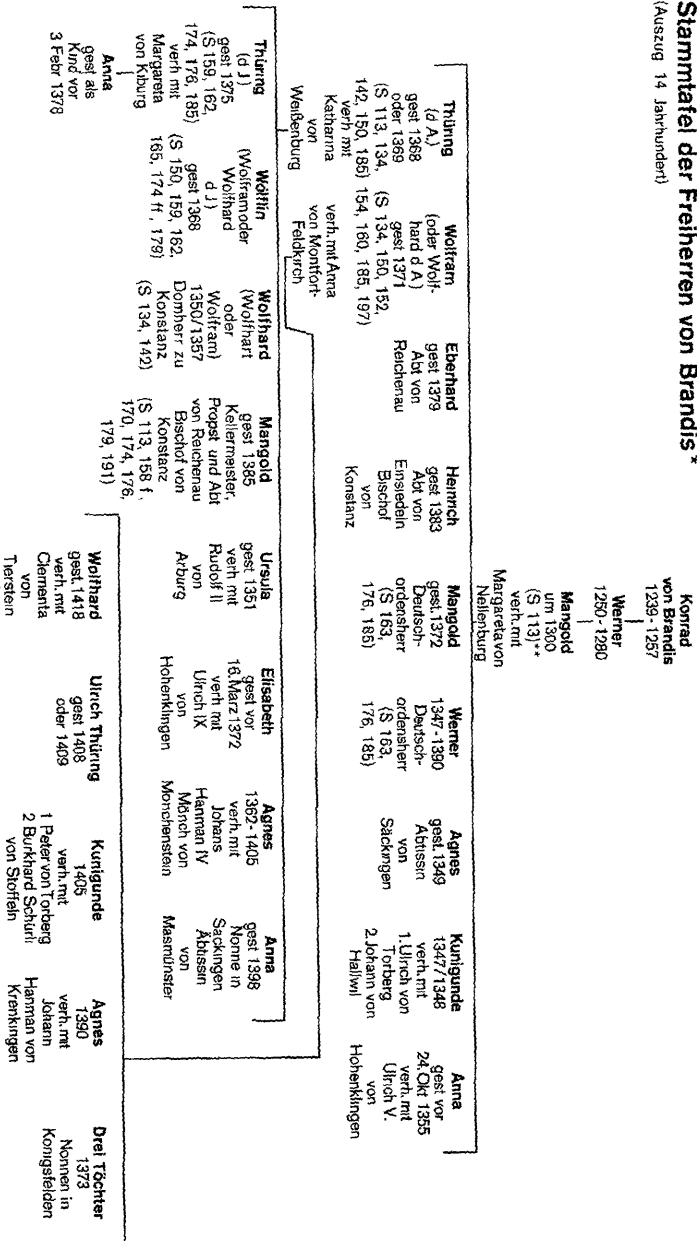 Stammtafel der Freiherren von Brandis*
(Auszug 14 Jahrhundert)
Konrad
von Brandis
1239-1257
Werner
1250-1280
Mangold
um 1300
(S 113)**
verh. mit
Margareta von
Nellenburg
Thüring
(d A.)
gest 1368
oder 1369
(S 113, 134,
142, 150, 185)
verh mit
Katharina
von
Weißenburg
Wolfram
(oder Wolf-
hard d A)
gest 1371
(S 134, 150, 152,
154, 160, 185, 197)
verh. mit Anna
von Montfort-
Feldkirch
Eberhard
gest 1379
Abt von
Reichenau
Heinrich
gest 1383
Abt von
Einsiedeln
Bischof
von
Konstanz
Mangold
gest. 1372
Deutsch-
ordensherr
(S 163,
176, 185)
Werner
1347-1390
Deutsch-
ordensherr
(S 163,
176, 185)
Agnes
gest. 1349
Äbtissin
von
Säckingen
Kunigunde
1347/1348
verh. mit
1. Ulrich von
Torberg
2. Johann von
Hallwil
Anna
gest vor
24. Okt 1355
verh. mit
Ulrich V.
von
Hohenklingen
Thüring
(d J)
gest 1375
(S 159, 162,
174, 176, 185)
verh mit
Margareta
von Kiburg
Wölflin
(Wolfram oder
Wolfhard
d J)
gest 1368
(S 150, 159, 162,
165, 174 ff, 179)
Wolfhard
(Wolfhart
oder
Wolfram)
1350/1357
Domherr zu
Konstanz
(S 134, 142)
Mangold
gest 1385
Kellermeister,
Propst und Abt
von Reichenau
Bischof von
Konstanz
(S 113, 158 f,
170, 174, 176,
179, 191)
Ursula
gest 1351
verh mit
Rudolf II
von
Arburg
Elisabeth
gest vor
16. März 1372
verh mit
Ulrich IX
von
Hohenklingen
Agnes
1362-1405
verh. mit
Johans
Hanman IV
Mönch von
Monchenstein
Anna
gest 1398
Nonne in
Sackingen
Äbtissin
von
Masmünster
Anna
gest als
Kind vor
3 Febr 1378
Wolfhard
gest. 1418
verh. mit
Clementa
von
Tierstein
Ulrich Thüring
gest 1408
oder 1409
Kunigunde
1405
verh. mit
1 Peter von Torberg
2 Burkhard Schürli
von Stoffeln
Agnes
1390
verh. mit
Johann
Hanman von
Krenkingen
Drei Töchter
1373
Nonnen in
Konigsfelden